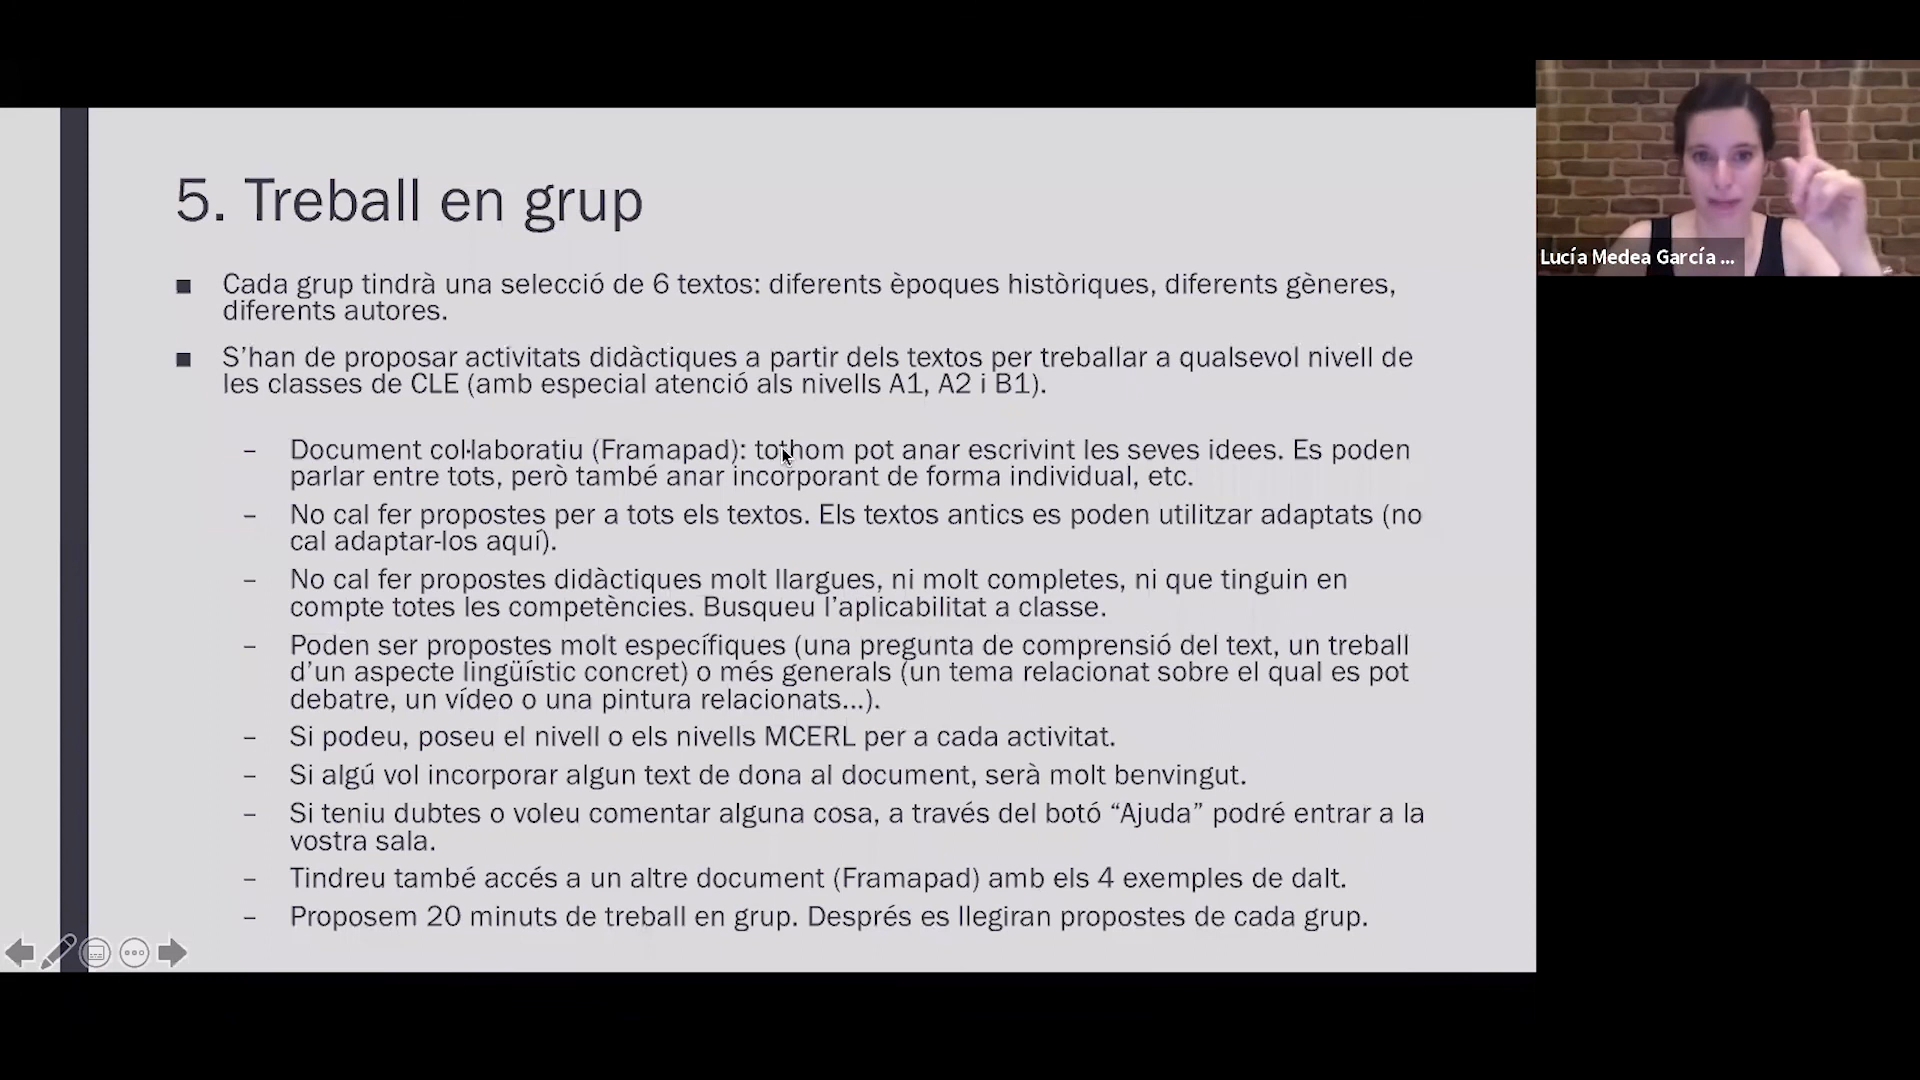 5. Treball en grup
■ Cada grup tindrà una selecció de 6 textos: diferents èpoques històriques, diferents gèneres,
diferents autores.
■ S’han de proposar activitats didàctiques a partir dels textos per treballar a qualsevol nivell de
les classes de CLE (amb especial atenció als nivells A1, A2 i B1).
– Document col·laboratiu (Framapad): tothom pot anar escrivint les seves idees. Es poden
parlar entre tots, però també anar incorporant de forma individual, etc.
– No cal fer propostes per a tots els textos. Els textos antics es poden utilitzar adaptats (no
cal adaptar-los aquí).
– No cal fer propostes didàctiques molt llargues, ni molt completes, ni que tinguin en
compte totes les competències. Busqueu l’aplicabilitat a classe.
– Poden ser propostes molt específiques (una pregunta de comprensió del text, un treball
d’un aspecte lingüístic concret) o més generals (un tema relacionat sobre el qual es pot
debatre, un vídeo o una pintura relacionats...).
– Si podeu, poseu el nivell o els nivells MCERL per a cada activitat.
– Si algú vol incorporar algun text de dona al document, serà molt benvingut.
– Si teniu dubtes o voleu comentar alguna cosa, a través del botó “Ajuda” podré entrar a la
vostra sala.
– Tindreu també accés a un altre document (Framapad) amb els 4 exemples de dalt.
– Proposem 20 minuts de treball en grup. Després es llegiran propostes de cada grup.
Lucía Medea García ...